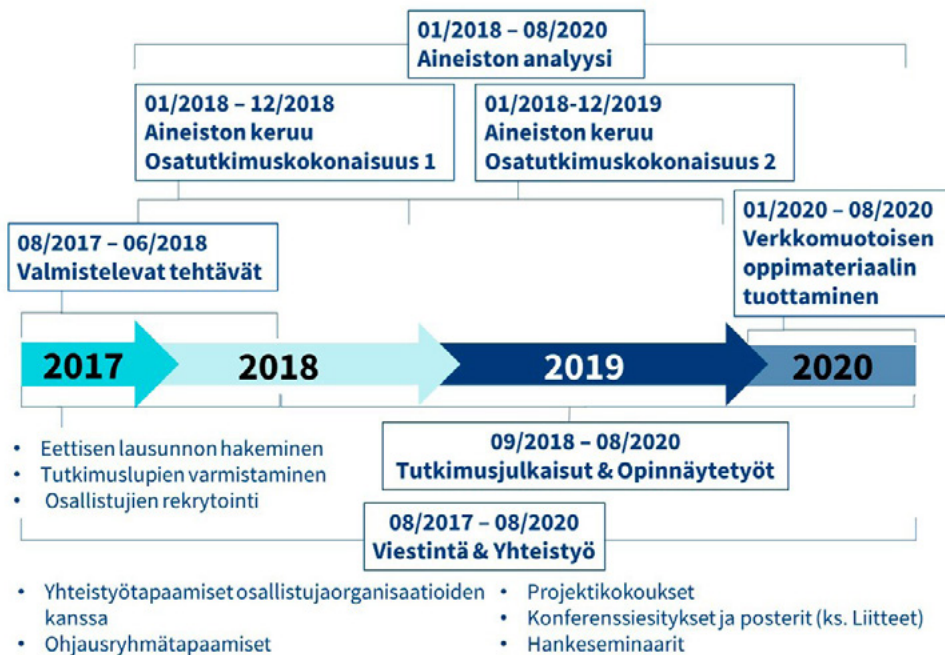 01/2018 – 08/2020
Aineiston analyysi
01/2018 – 12/2018
Aineiston keruu
Osatutkimuskokonaisuus 1
01/2018-12/2019
Aineiston keruu
Osatutkimuskokonaisuus 2
08/2017 – 06/2018
Valmistelevat tehtävät
01/2020 – 08/2020
Verkkomuotoisen
oppimateriaalin
tuottaminen
2017
2018
2019
2020
• Eettisen lausunnon hakeminen
• Tutkimuslupien varmistaminen
• Osallistujien rekrytointi
09/2018 – 08/2020
Tutkimusjulkaisut & Opinnäytetyöt
08/2017 – 08/2020
Viestintä & Yhteistyö
• Yhteistyötapaamiset osallistujaorganisaatioiden
kanssa
• Ohjausryhmätapaamiset
• Projektikokoukset
• Konferenssiesitykset ja posterit (ks. Liitteet)
• Hankeseminaarit